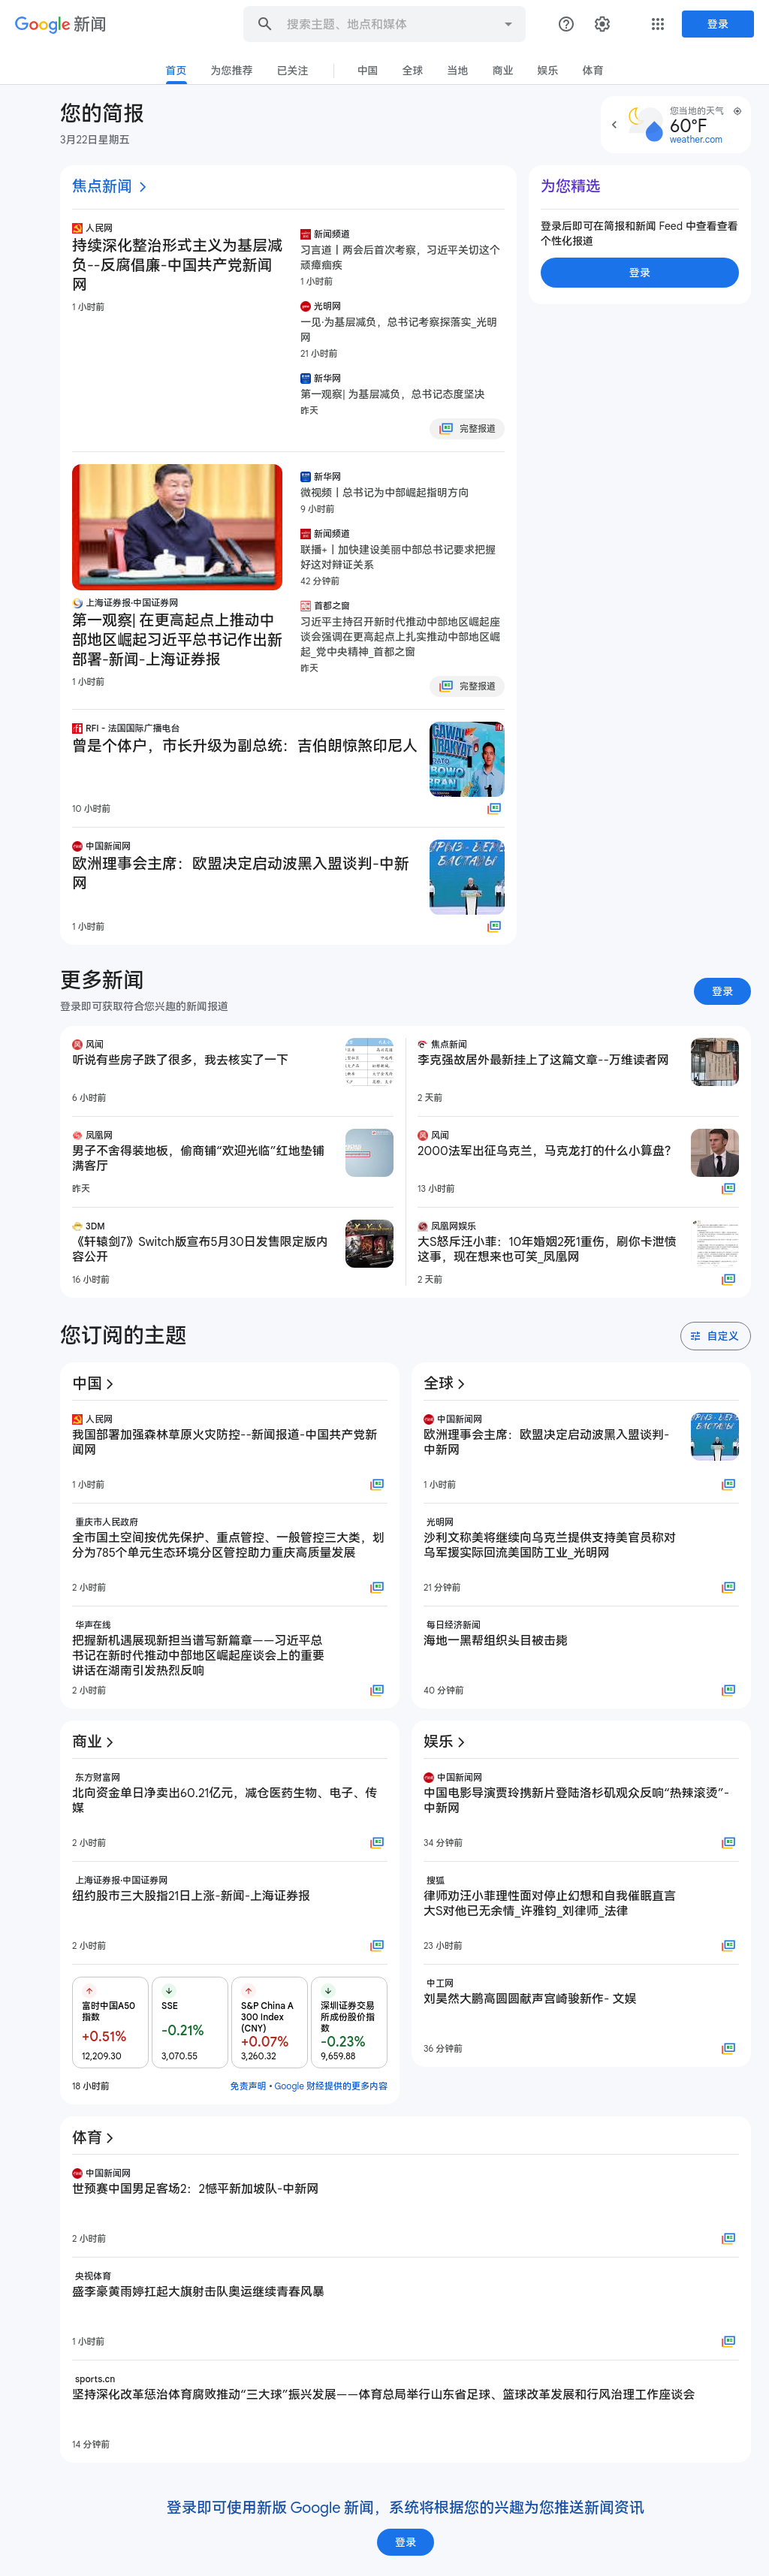 Google 新闻
搜索主题、地点和媒体
登录
首页
为您推荐
已关注
中国
全球
当地
商业
娱乐
体育
您的简报
3月22日星期五
您当地的天气
60°F
weather.com
焦点新闻
人民网
持续深化整治形式主义为基层减
负--反腐倡廉-中国共产党新闻
网
1 小时前
新闻频道
习言道丨两会后首次考察，习近平关切这个
顽瘴痼疾
1 小时前
光明网
一见·为基层减负，总书记考察探落实_光明
网
21 小时前
新华网
第一观察| 为基层减负，总书记态度坚决
昨天
完整报道
上海证券报·中国证券网
第一观察| 在更高起点上推动中
部地区崛起习近平总书记作出新
部署-新闻-上海证券报
1 小时前
新华网
微视频丨总书记为中部崛起指明方向
9 小时前
新闻频道
联播+丨加快建设美丽中部总书记要求把握
好这对辩证关系
42 分钟前
首都之窗
习近平主持召开新时代推动中部地区崛起座
谈会强调在更高起点上扎实推动中部地区崛
起_党中央精神_首都之窗
昨天
完整报道
RFI - 法国国际广播电台
曾是个体户，市长升级为副总统：吉伯朗惊煞印尼人
10 小时前
中国新闻网
欧洲理事会主席：欧盟决定启动波黑入盟谈判-中新
网
1 小时前
为您精选
登录后即可在简报和新闻 Feed 中查看查看
个性化报道
登录
更多新闻
登录即可获取符合您兴趣的新闻报道
登录
风闻
听说有些房子跌了很多，我去核实了一下
6 小时前
凤凰网
男子不舍得装地板，偷商铺“欢迎光临”红地垫铺
满客厅
昨天
3DM
《轩辕剑7》Switch版宣布5月30日发售限定版内
容公开
16 小时前
焦点新闻
李克强故居外最新挂上了这篇文章--万维读者网
2 天前
风闻
2000法军出征乌克兰，马克龙打的什么小算盘？
13 小时前
凤凰网娱乐
大S怒斥汪小菲：10年婚姻2死1重伤，刷你卡泄愤
这事，现在想来也可笑_凤凰网
2 天前
您订阅的主题
自定义
中国
人民网
我国部署加强森林草原火灾防控--新闻报道-中国共产党新
闻网
1 小时前
重庆市人民政府
全市国土空间按优先保护、重点管控、一般管控三大类，划
分为785个单元生态环境分区管控助力重庆高质量发展
2 小时前
华声在线
把握新机遇展现新担当谱写新篇章——习近平总
书记在新时代推动中部地区崛起座谈会上的重要
讲话在湖南引发热烈反响
2 小时前
全球
中国新闻网
欧洲理事会主席：欧盟决定启动波黑入盟谈判-
中新网
1 小时前
光明网
沙利文称美将继续向乌克兰提供支持美官员称对
乌军援实际回流美国防工业_光明网
21 分钟前
每日经济新闻
海地一黑帮组织头目被击毙
40 分钟前
商业
东方财富网
北向资金单日净卖出60.21亿元，减仓医药生物、电子、传
媒
2 小时前
上海证券报·中国证券网
纽约股市三大股指21日上涨-新闻-上海证券报
2 小时前
富时中国A50
指数
+0.51%
12,209.30
SSE
-0.21%
3,070.55
S&P China A
300 Index
(CNY)
+0.07%
3,260.32
深圳证券交易
所成份股价指
数
-0.23%
9,659.88
18 小时前
免责声明 • Google 财经提供的更多内容
娱乐
中国新闻网
中国电影导演贾玲携新片登陆洛杉矶观众反响“热辣滚烫”-
中新网
34 分钟前
搜狐
律师劝汪小菲理性面对停止幻想和自我催眠直言
大S对他已无余情_许雅钧_刘律师_法律
23 小时前
中工网
刘昊然大鹏高圆圆献声宫崎骏新作- 文娱
36 分钟前
体育
中国新闻网
世预赛中国男足客场2：2憾平新加坡队-中新网
2 小时前
央视体育
盛李豪黄雨婷扛起大旗射击队奥运继续青春风暴
1 小时前
sports.cn
坚持深化改革惩治体育腐败推动“三大球”振兴发展——体育总局举行山东省足球、篮球改革发展和行风治理工作座谈会
14 分钟前
登录即可使用新版 Google 新闻，系统将根据您的兴趣为您推送新闻资讯
登录